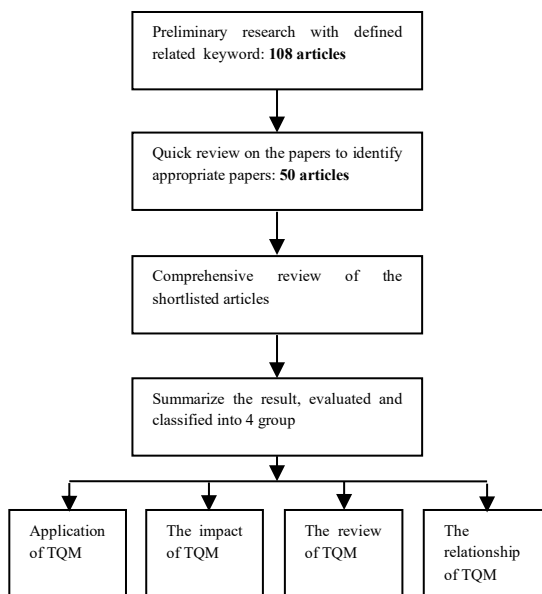 Preliminary research with defined
related keyword: 108 articles
Quick review on the papers to identify
appropriate papers: 50 articles
Comprehensive review of the
shortlisted articles
Summarize the result, evaluated and
classified into 4 group
Application
of TQM
The impact
of TQM
The review
of TQM
The
relationship
of TQM